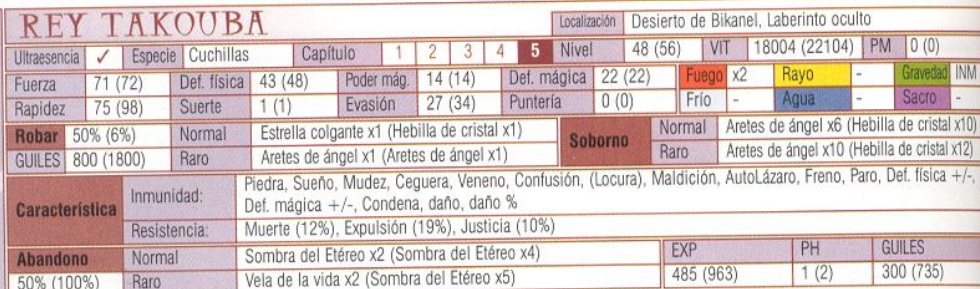 REY TAKOUBA Localización Desierto de Bikanel, Laberinto oculto
Ultraesencia ✓ Especie Cuchillas Capítulo 1 2 3 4 5 Nivel 48 (56) VIT 18004 (22104) PM 0 (0)
Fuerza 71 (72) Def. física 43 (48) Poder mág. 14 (14) Def. mágica 22 (22) Fuego x2 Rayo - Gravedad INM
Rapidez 75 (98) Suerte 1 (1) Evasión 27 (34) Puntería 0 (0) Frío - Agua - Sacro -
Robar 50% (6%) Normal Estrella colgante x1 (Hebilla de cristal x1) Soborno Normal Aretes de ángel x6 (Hebilla de cristal x10)
GUILES 800 (1800) Raro Aretes de ángel x1 (Aretes de ángel x1) Raro Aretes de ángel x10 (Hebilla de cristal x12)
Característica Inmunidad: Piedra, Sueño, Mudez, Ceguera, Veneno, Confusión, (Locura), Maldición, AutoLázaro, Freno, Paro, Def. física +/-,
Def. mágica +/-, Condena, daño, daño %
Resistencia: Muerte (12%), Expulsión (19%), Justicia (10%)
Abandono Normal Sombra del Etéreo x2 (Sombra del Etéreo x4) EXP PH GUILES
50% (100%) Raro Vela de la vida x2 (Sombra del Etéreo x5) 485 (963) 1 (2) 300 (735)